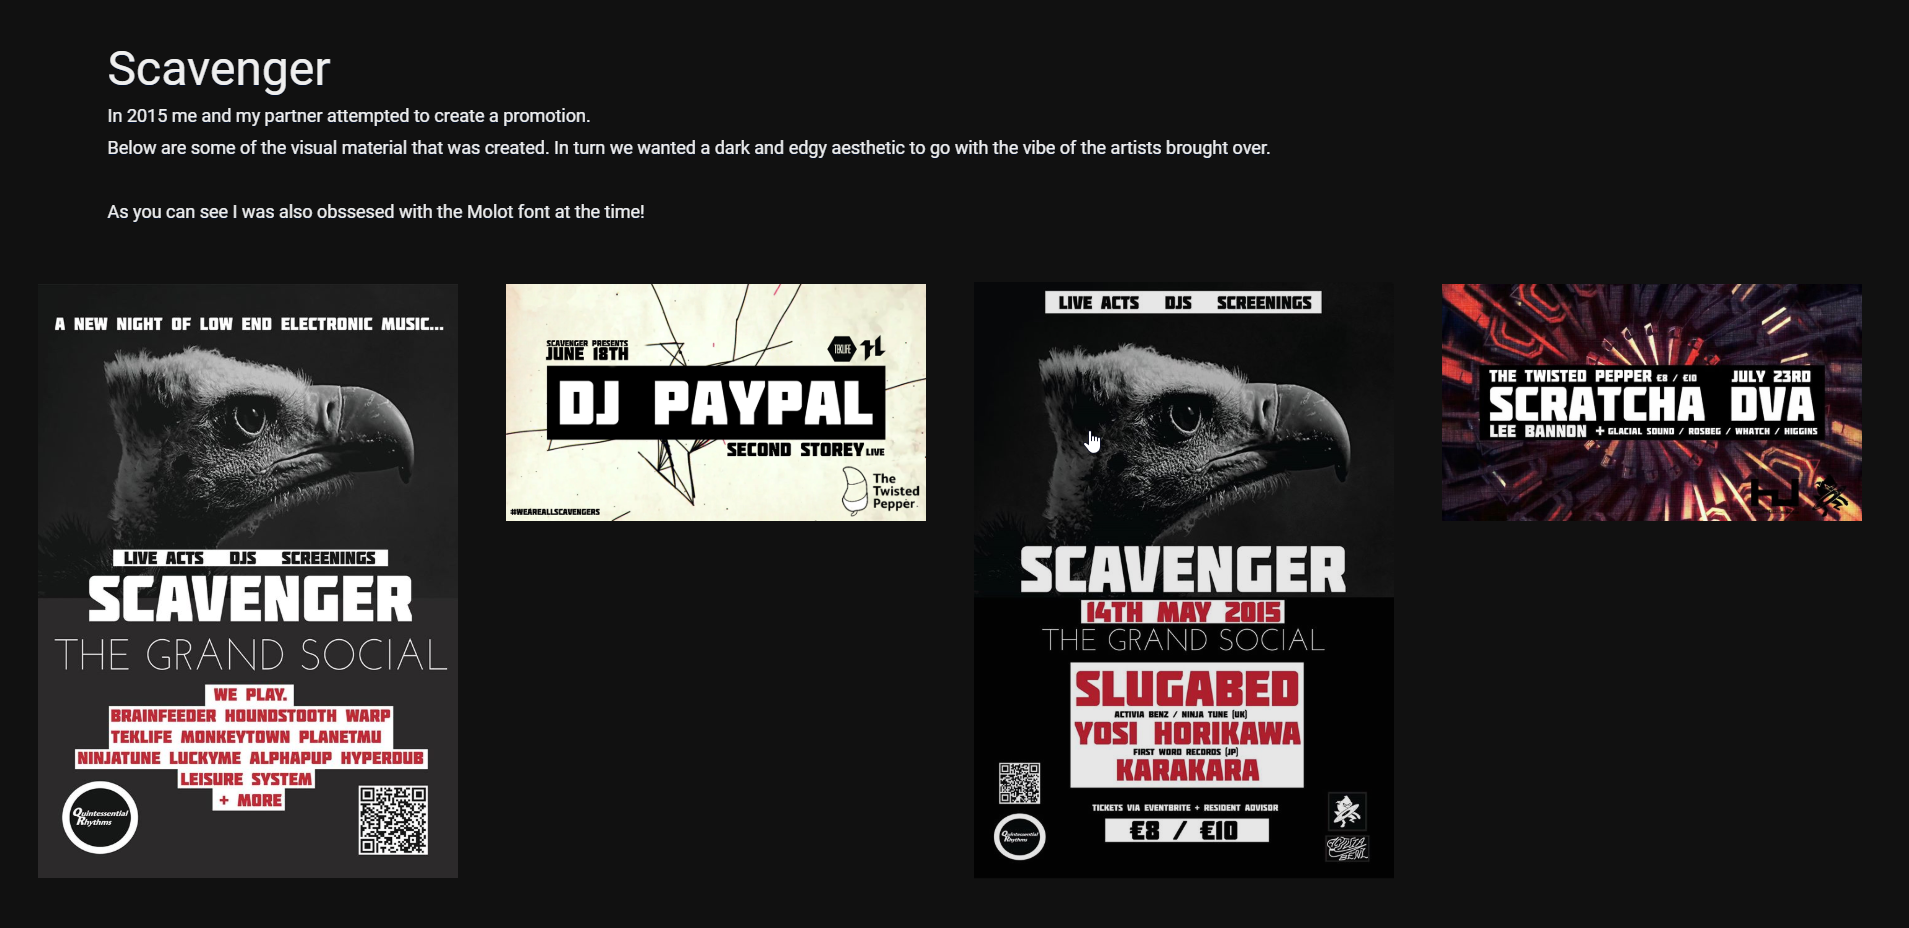 Scavenger
In 2015 me and my partner attempted to create a promotion.
Below are some of the visual material that was created. In turn we wanted a dark and edgy aesthetic to go with the vibe of the artists brought over.
As you can see I was also obssesed with the Molot font at the time!
A NEW NIGHT OF LOW END ELECTRONIC MUSIC...
LIVE ACTS DJS SCREENINGS
SCAVENGER
THE GRAND SOCIAL
WE PLAY.
BRAINFEEDER HOUNDSTOOTH WARP
TEKLIFE MONKEYTOWN PLANETMU
NINJATUNE LUCKYME ALPHAPUP HYPERDUB
LEISURE SYSTEM
+ MORE
Quintessential
Rhythms
SCAVENGER PRESENTS
JUNE 18TH
TEKLIFE
DJ PAYPAL
SECOND STOREY LIVE
The
Twisted
Pepper
#WEAREALLSCAVENGERS
LIVE ACTS DJS SCREENINGS
SCAVENGER
14TH MAY 2015
THE GRAND SOCIAL
SLUGABED
ACTIVIA BENZ / NINJA TUNE (UK)
YOSI HORIKAWA
FIRST WORD RECORDS (JP)
KARAKARA
TICKETS VIA EVENTBRITE + RESIDENT ADVISOR
€8 / €10
Quintessential
Rhythms
THE TWISTED PEPPER €8 / €10 JULY 23RD
SCRATCHA DVA
LEE BANNON + GLACIAL SOUND / ROSBEG / WHATCH / HIGGINS